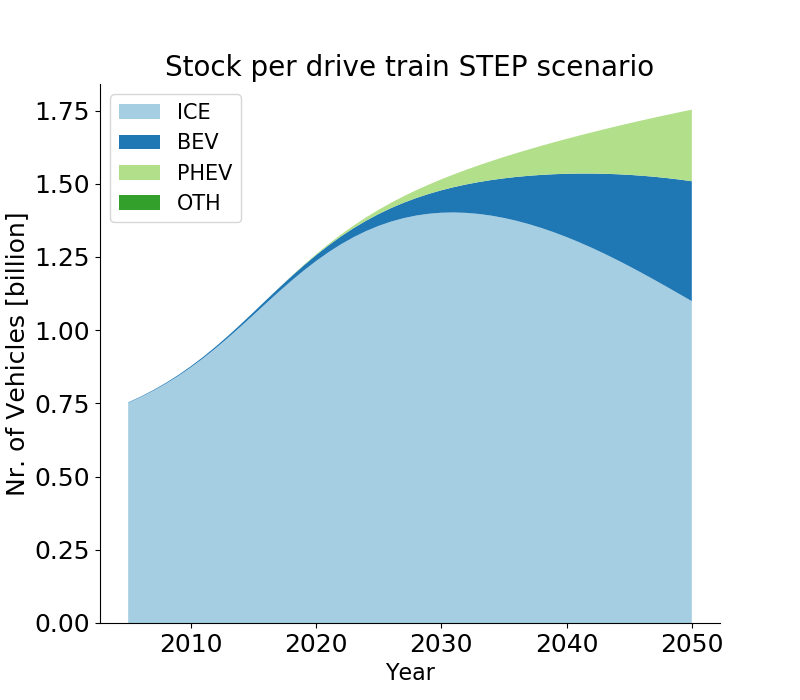 Stock per drive train STEP scenario
ICE
BEV
PHEV
OTH
Nr. of Vehicles [billion]
1.75
1.50
1.25
1.00
0.75
0.50
0.25
0.00
2010 2020 2030 2040 2050
Year